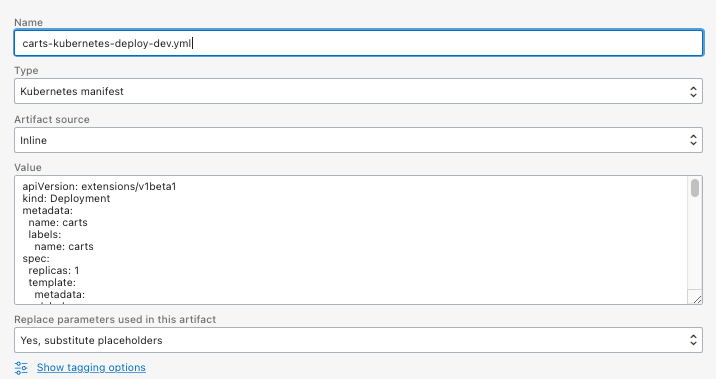 Name
carts-kubernetes-deploy-dev.yml
Type
Kubernetes manifest
Artifact source
Inline
Value
apiVersion: extensions/v1beta1
kind: Deployment
metadata:
  name: carts
  labels:
    name: carts
spec:
  replicas: 1
  template:
    metadata:
Replace parameters used in this artifact
Yes, substitute placeholders
Show tagging options